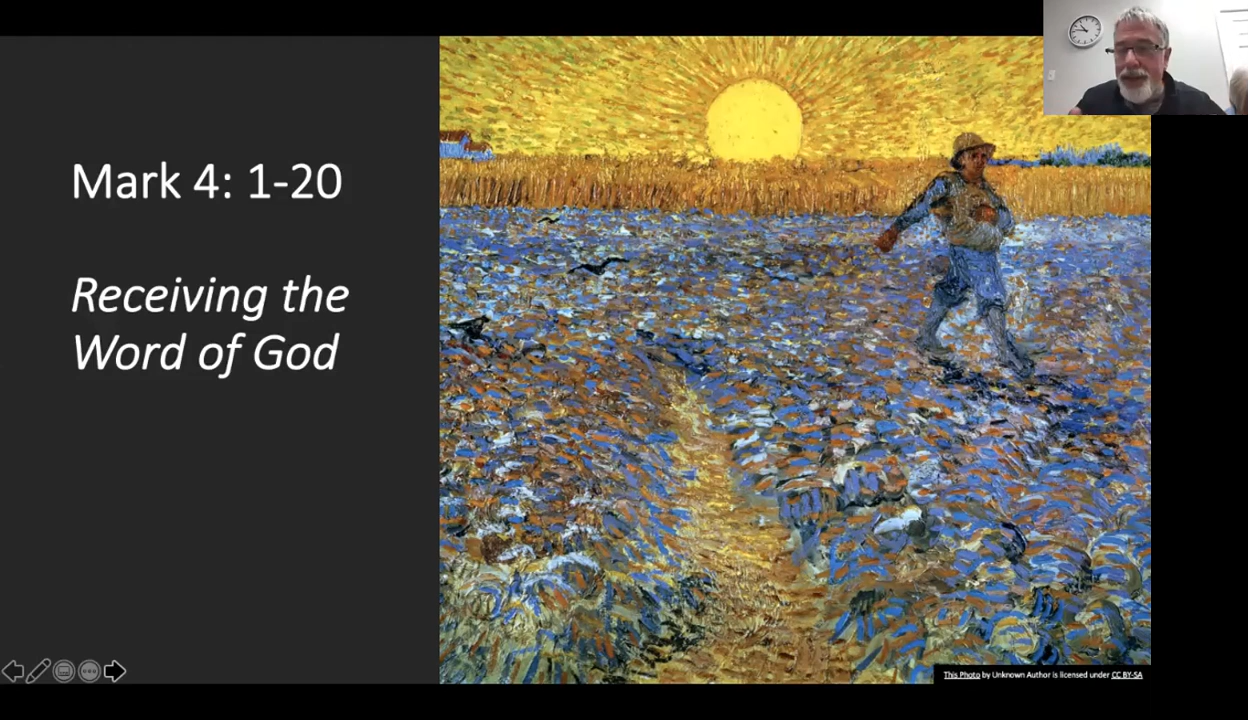 Mark 4: 1-20
Receiving the
Word of God
This Photo by Unknown Author is licensed under CC BY-SA